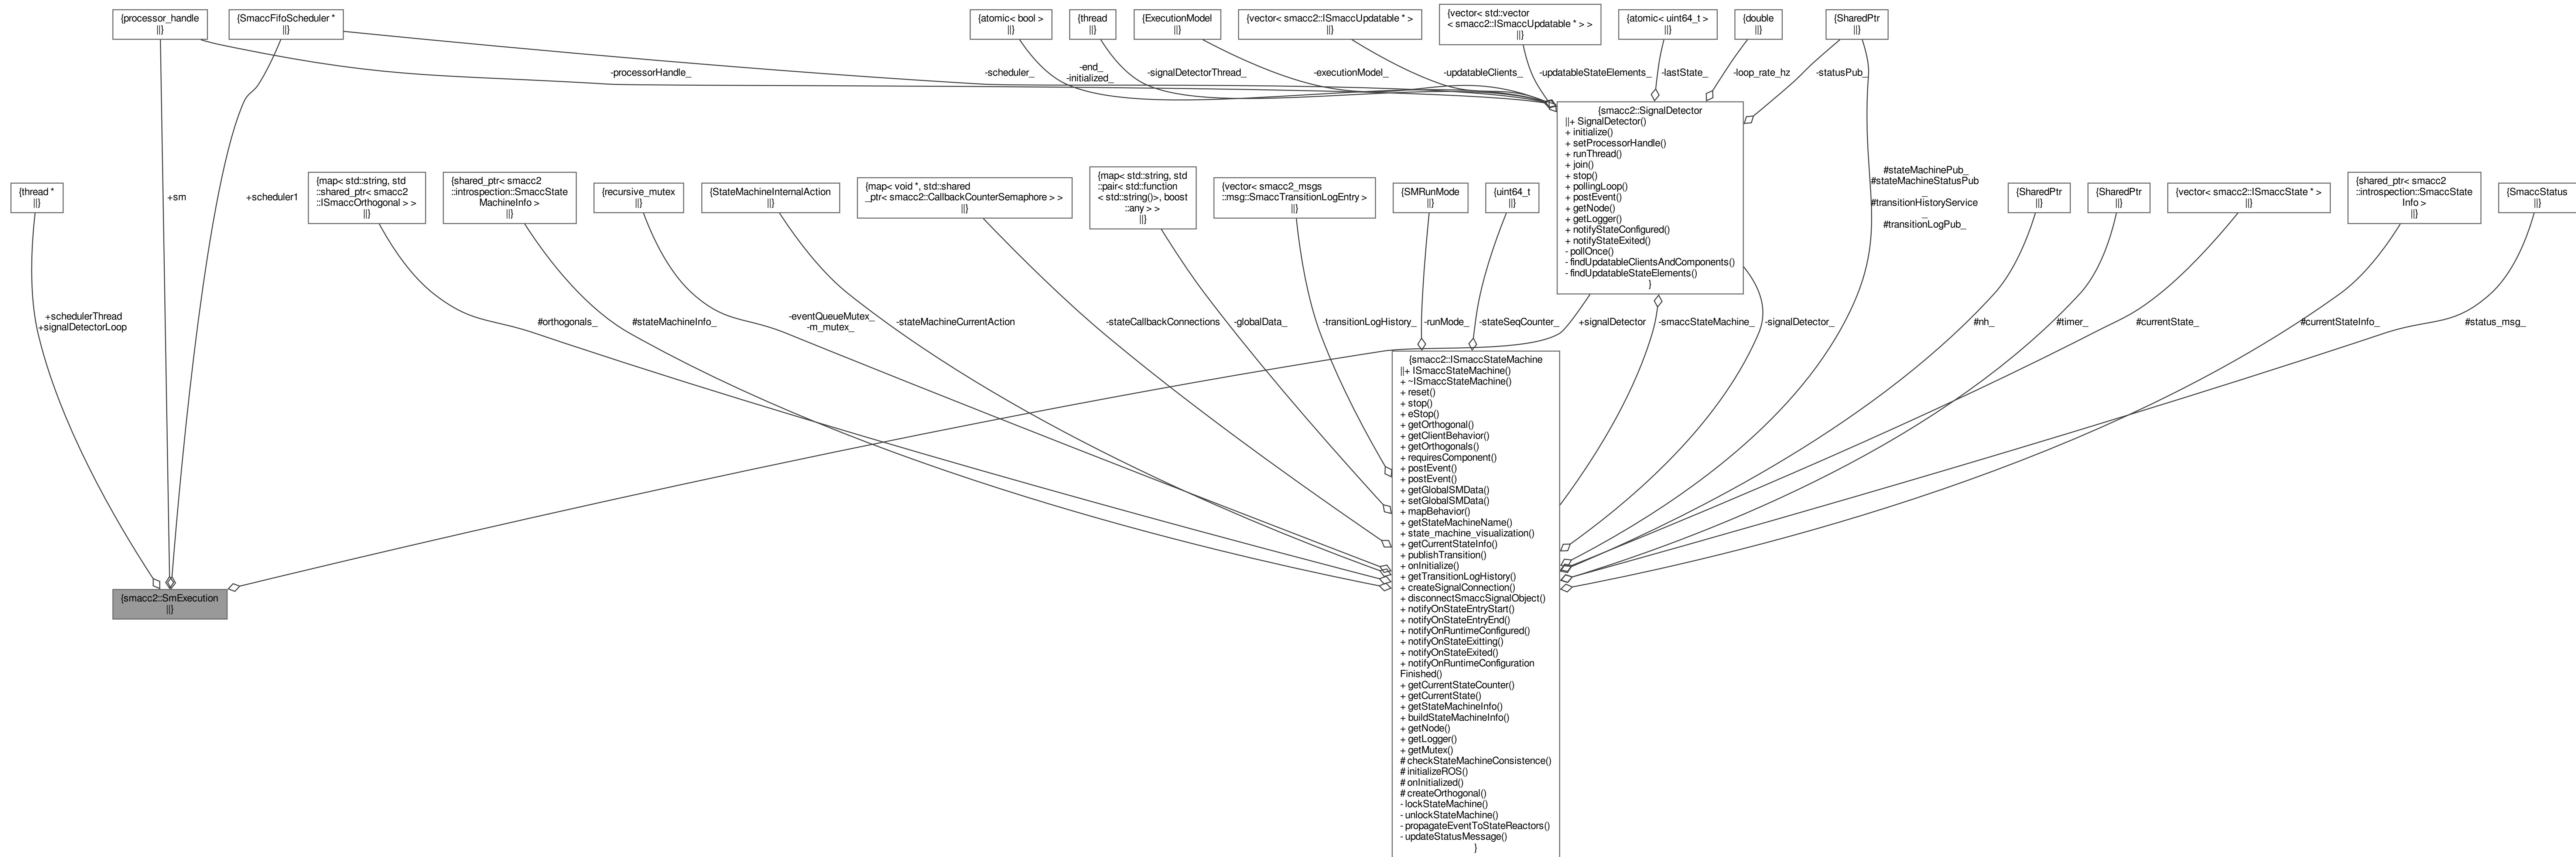 {processor_handle
||}
{SmaccFifoScheduler *
||}
{atomic< bool >
||}
{thread
||}
{ExecutionModel
||}
{vector< smacc2::ISmaccUpdatable * >
||}
{vector< std::vector
< smacc2::ISmaccUpdatable * > >
||}
{atomic< uint64_t >
||}
{double
||}
{SharedPtr
||}
-processorHandle_
-scheduler_
-end_
-initialized_
-signalDetectorThread_
-executionModel_
-updatableClients_
-updatableStateElements_
-lastState_
-loop_rate_hz
-statusPub_
{smacc2::SignalDetector
||+ SignalDetector()
+ initialize()
+ setProcessorHandle()
+ runThread()
+ join()
+ stop()
+ pollingLoop()
+ postEvent()
+ getNode()
+ getLogger()
+ notifyStateConfigured()
+ notifyStateExited()
- pollOnce()
- findUpdatableClientsAndComponents()
- findUpdatableStateElements()
}
{thread *
||}
+sm
+scheduler1
{map< std::string, std
::shared_ptr< smacc2
::ISmaccOrthogonal > >
||}
{shared_ptr< smacc2
::introspection::SmaccState
MachineInfo >
||}
{recursive_mutex
||}
{StateMachineInternalAction
||}
{map< void *, std::shared
_ptr< smacc2::CallbackCounterSemaphore > >
||}
{map< std::string, std
::pair< std::function
< std::string()>, boost
::any > >
||}
{vector< smacc2_msgs
::msg::SmaccTransitionLogEntry >
||}
{SMRunMode
||}
{uint64_t
||}
#stateMachinePub_
#stateMachineStatusPub
_
#transitionHistoryService
_
#transitionLogPub_
{SharedPtr
||}
{SharedPtr
||}
{vector< smacc2::ISmaccState * >
||}
{shared_ptr< smacc2
::introspection::SmaccState
Info >
||}
{SmaccStatus
||}
+schedulerThread
+signalDetectorLoop
#orthogonals_
#stateMachineInfo_
-eventQueueMutex_
-m_mutex_
-stateMachineCurrentAction
-stateCallbackConnections
-globalData_
-transitionLogHistory_
-runMode_
-stateSeqCounter_
+signalDetector
-smaccStateMachine_
-signalDetector_
#nh_
#timer_
#currentState_
#currentStateInfo_
#status_msg_
{smacc2::ISmaccStateMachine
||+ ISmaccStateMachine()
+ ~ISmaccStateMachine()
+ reset()
+ stop()
+ eStop()
+ getOrthogonal()
+ getClientBehavior()
+ getOrthogonals()
+ requiresComponent()
+ postEvent()
+ postEvent()
+ getGlobalSMData()
+ setGlobalSMData()
+ mapBehavior()
+ getStateMachineName()
+ state_machine_visualization()
+ getCurrentStateInfo()
+ publishTransition()
+ onInitialize()
+ getTransitionLogHistory()
+ createSignalConnection()
+ disconnectSmaccSignalObject()
+ notifyOnStateEntryStart()
+ notifyOnStateEntryEnd()
+ notifyOnRuntimeConfigured()
+ notifyOnStateExitting()
+ notifyOnStateExited()
+ notifyOnRuntimeConfiguration
Finished()
+ getCurrentStateCounter()
+ getCurrentState()
+ getStateMachineInfo()
+ buildStateMachineInfo()
+ getNode()
+ getLogger()
+ getMutex()
# checkStateMachineConsistence()
# initializeROS()
# onInitialized()
# createOrthogonal()
- lockStateMachine()
- unlockStateMachine()
- propagateEventToStateReactors()
- updateStatusMessage()
}
{smacc2::SmExecution
||}